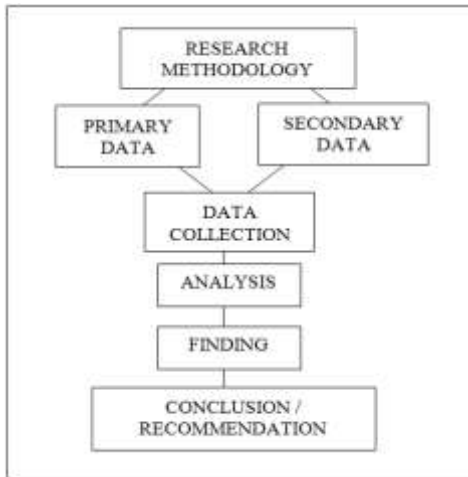 RESEARCH
METHODOLOGY
PRIMARY
DATA
SECONDARY
DATA
DATA
COLLECTION
ANALYSIS
FINDING
CONCLUSION /
RECOMMENDATION